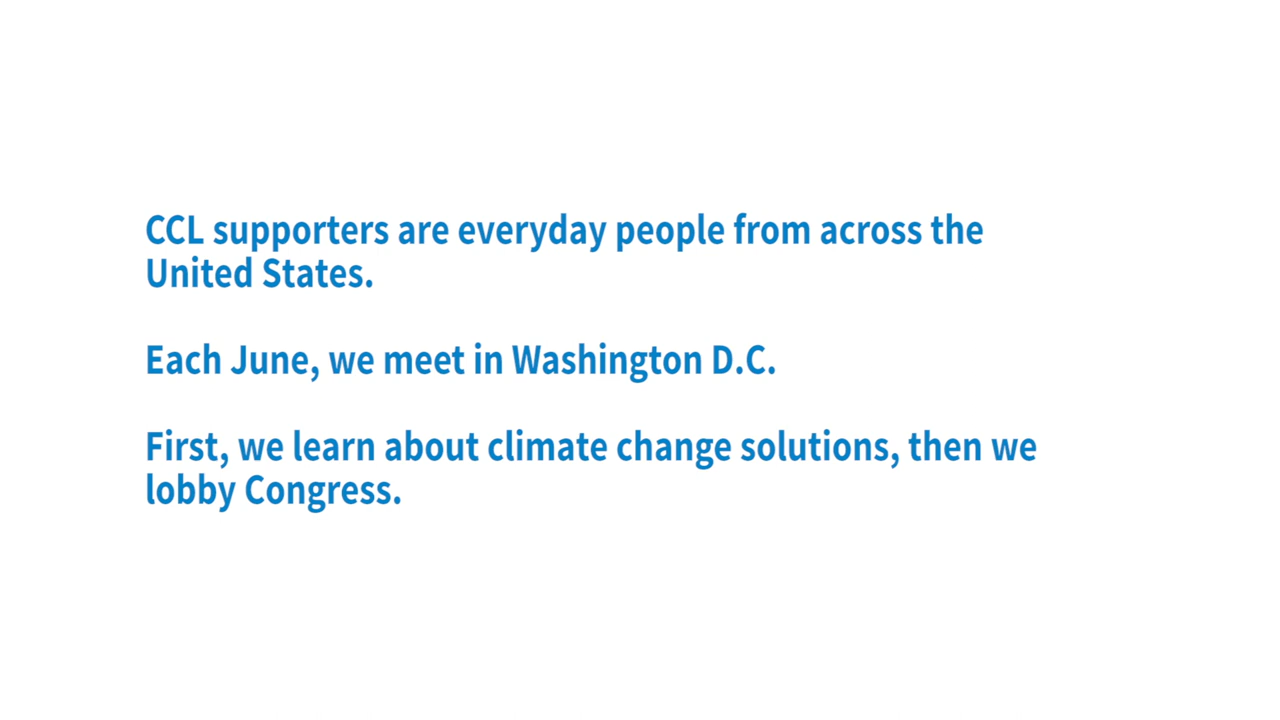 CCL supporters are everyday people from across the
United States.
Each June, we meet in Washington D.C.
First, we learn about climate change solutions, then we
lobby Congress.